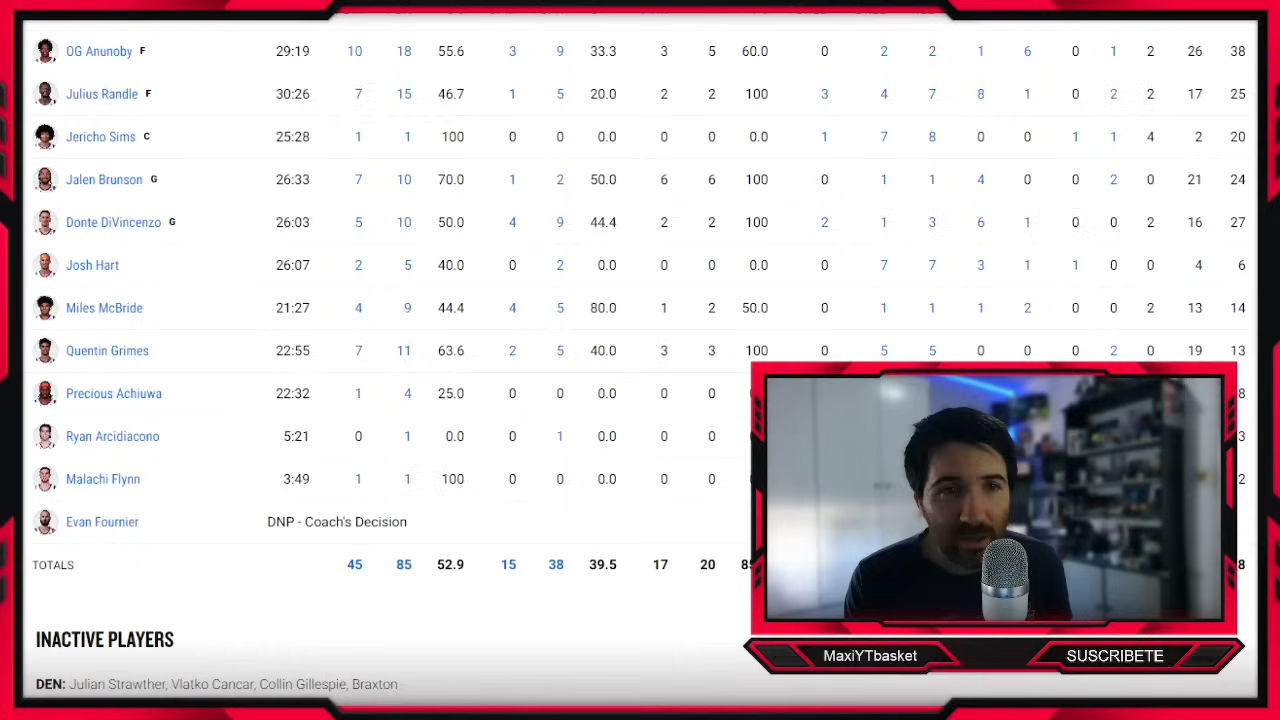 OG Anunoby F 29:19 10 18 55.6 3 9 33.3 3 5 60.0 0 2 2 1 6 0 1 2 26 38
Julius Randle F 30:26 7 15 46.7 1 5 20.0 2 2 100 3 4 7 8 1 0 2 2 17 25
Jericho Sims C 25:28 1 1 100 0 0 0.0 0 0 0.0 1 7 8 0 0 1 1 4 2 20
Jalen Brunson G 26:33 7 10 70.0 1 2 50.0 6 6 100 0 1 1 4 0 0 2 0 21 24
Donte DiVincenzo G 26:03 5 10 50.0 4 9 44.4 2 2 100 2 1 3 6 1 0 0 2 16 27
Josh Hart 26:07 2 5 40.0 0 2 0.0 0 0 0.0 0 7 7 3 1 1 0 0 4 6
Miles McBride 21:27 4 9 44.4 4 5 80.0 1 2 50.0 0 1 1 1 2 0 0 2 13 14
Quentin Grimes 22:55 7 11 63.6 2 5 40.0 3 3 100 0 5 5 0 0 0 2 0 19 13
Precious Achiuwa 22:32 1 4 25.0 0 0 0.0 0 0 8
Ryan Arcidiacono 5:21 0 1 0.0 0 1 0.0 0 0 3
Malachi Flynn 3:49 1 1 100 0 0 0.0 0 0 2
Evan Fournier DNP - Coach's Decision
TOTALS 45 85 52.9 15 38 39.5 17 20 8
INACTIVE PLAYERS
DEN: Julian Strawther, Vlatko Cancar, Collin Gillespie, Braxton
MaxiYTbasket
SUSCRIBETE